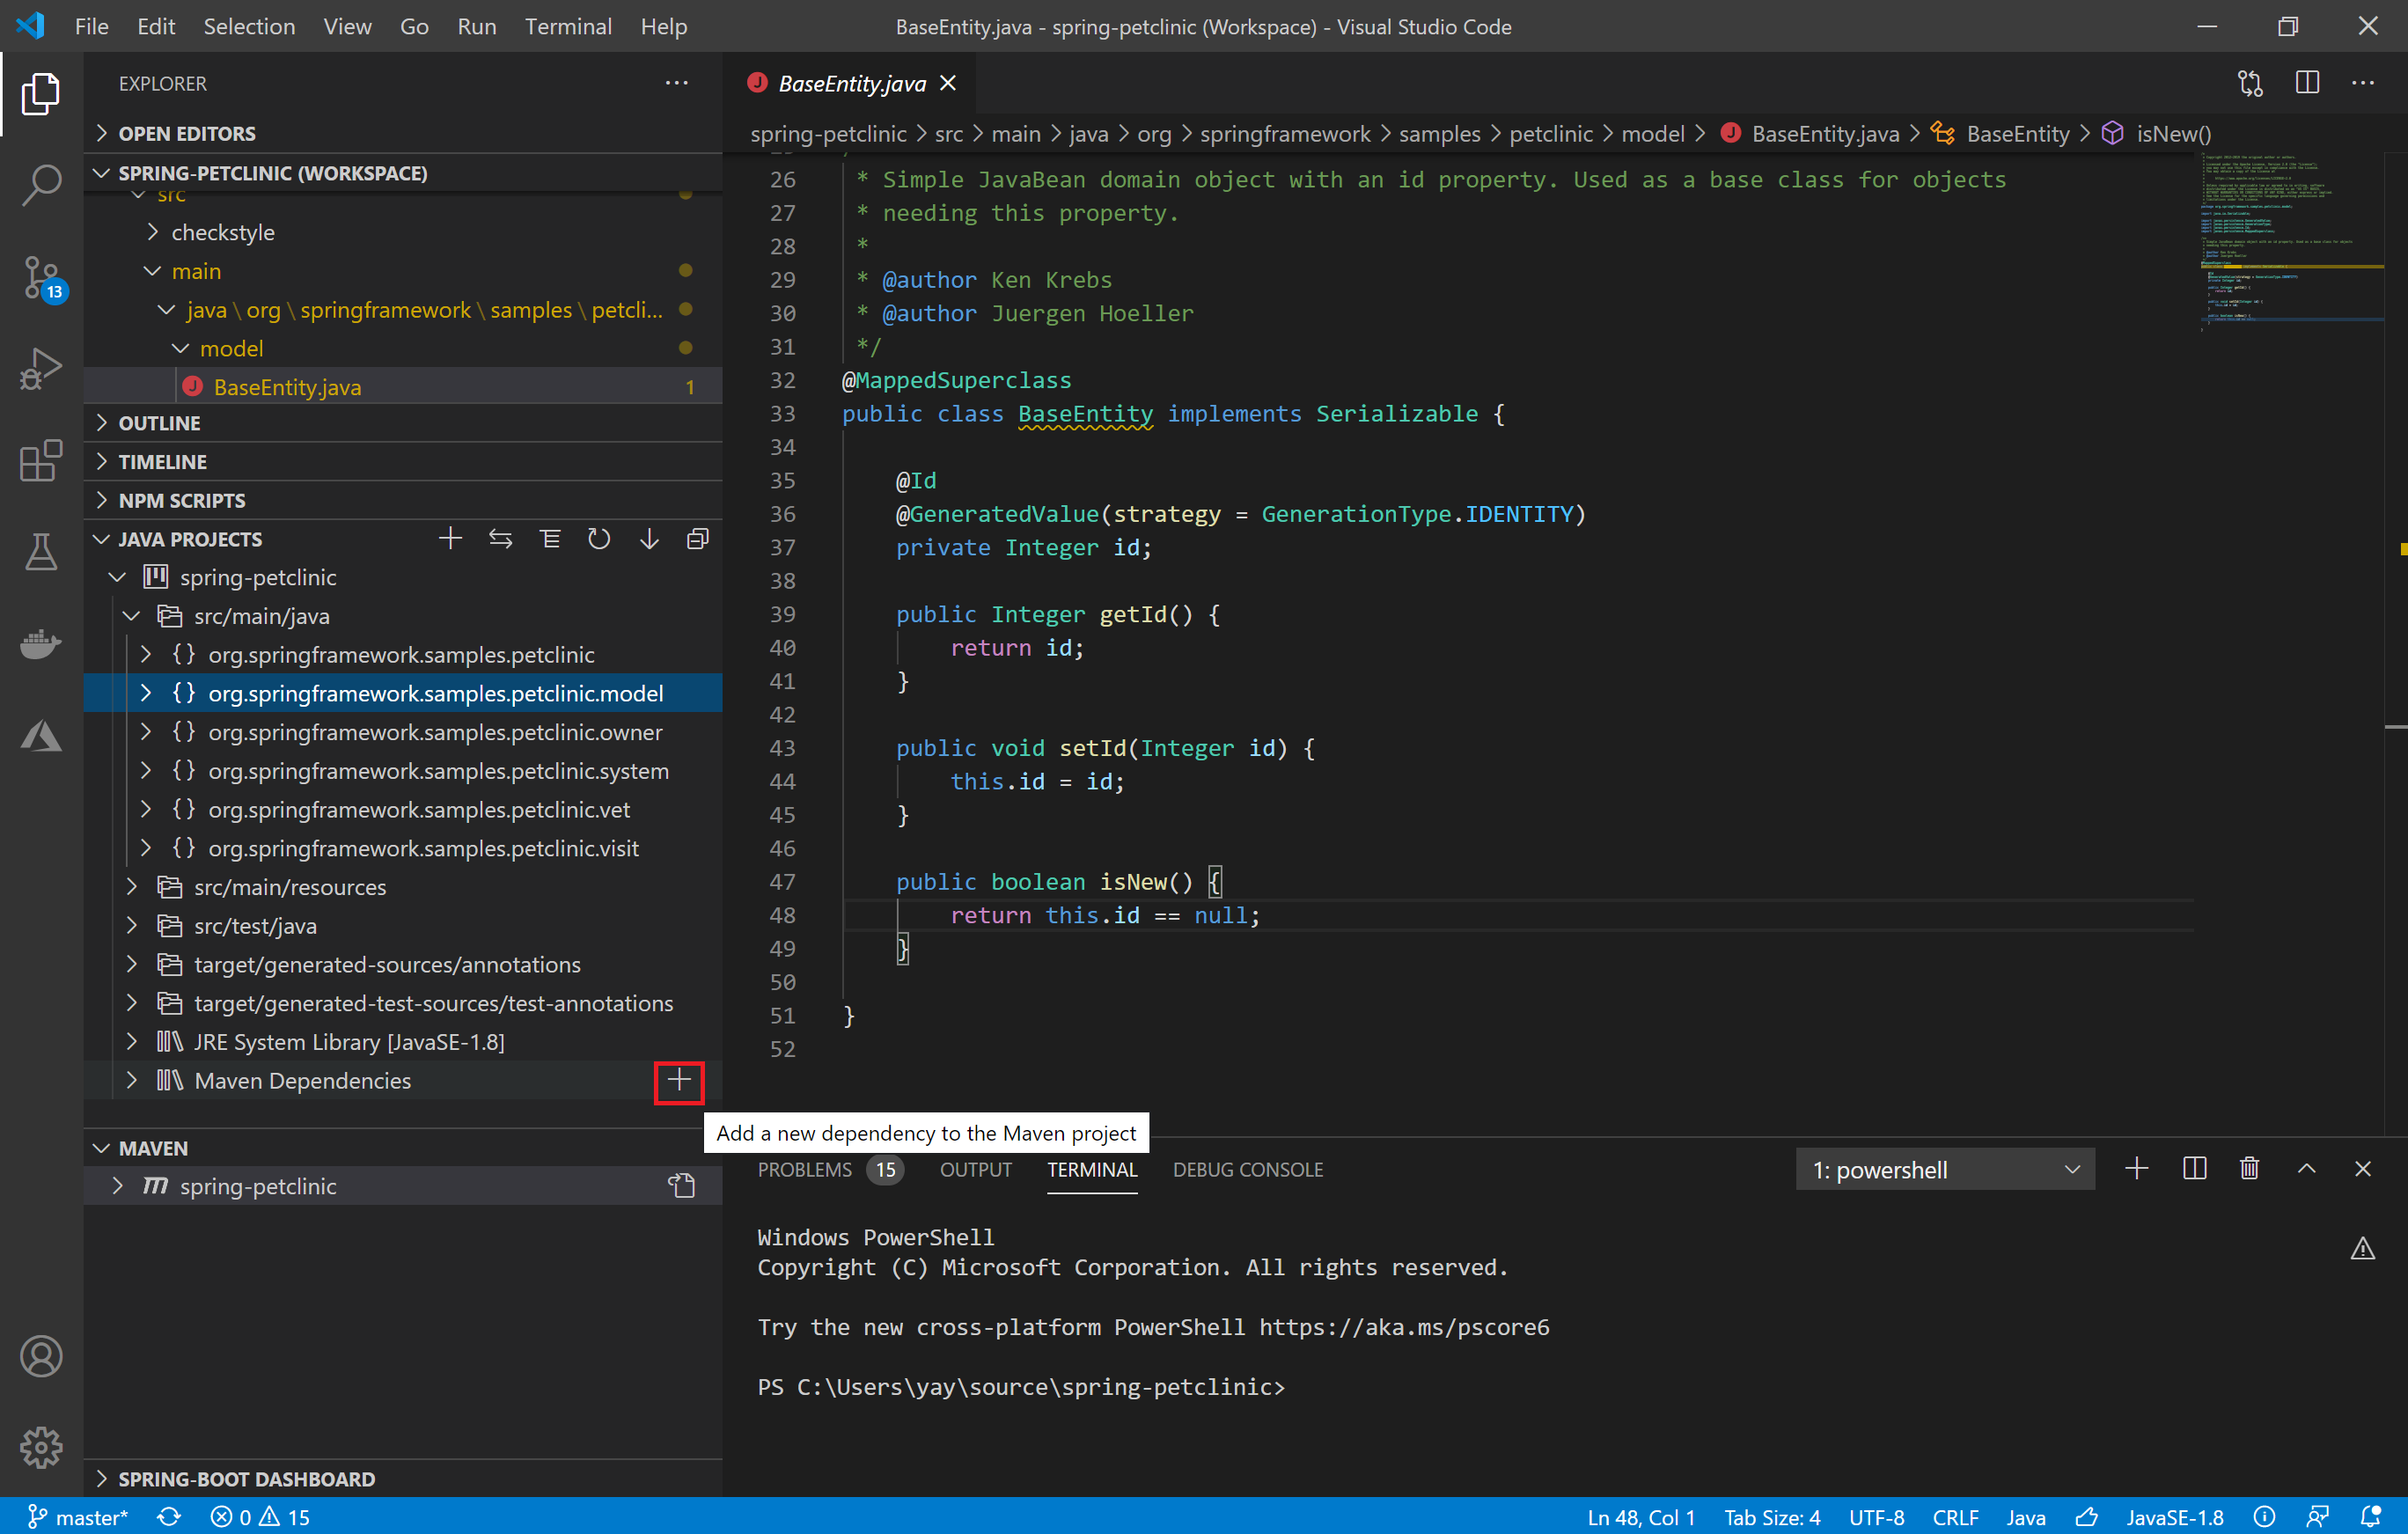 File Edit Selection View Go Run Terminal Help
BaseEntity.java - spring-petclinic (Workspace) - Visual Studio Code
EXPLORER
OPEN EDITORS
SPRING-PETCLINIC (WORKSPACE)
src
checkstyle
main
java \ org \ springframework \ samples \ petcli...
model
BaseEntity.java 1
OUTLINE
TIMELINE
NPM SCRIPTS
JAVA PROJECTS
spring-petclinic
src/main/java
{} org.springframework.samples.petclinic
{} org.springframework.samples.petclinic.model
{} org.springframework.samples.petclinic.owner
{} org.springframework.samples.petclinic.system
{} org.springframework.samples.petclinic.vet
{} org.springframework.samples.petclinic.visit
src/main/resources
src/test/java
target/generated-sources/annotations
target/generated-test-sources/test-annotations
JRE System Library [JavaSE-1.8]
Maven Dependencies
Add a new dependency to the Maven project
MAVEN
spring-petclinic
SPRING-BOOT DASHBOARD
13
BaseEntity.java
spring-petclinic > src > main > java > org > springframework > samples > petclinic > model > BaseEntity.java > BaseEntity > isNew()
26 * Simple JavaBean domain object with an id property. Used as a base class for objects
27 * needing this property.
28 *
29 * @author Ken Krebs
30 * @author Juergen Hoeller
31 */
32 @MappedSuperclass
33 public class BaseEntity implements Serializable {
34
35 @Id
36 @GeneratedValue(strategy = GenerationType.IDENTITY)
37 private Integer id;
38
39 public Integer getId() {
40 return id;
41 }
42
43 public void setId(Integer id) {
44 this.id = id;
45 }
46
47 public boolean isNew() {
48 return this.id == null;
49 }
50
51 }
52
PROBLEMS 15 OUTPUT TERMINAL DEBUG CONSOLE
1: powershell
Windows PowerShell
Copyright (C) Microsoft Corporation. All rights reserved.
Try the new cross-platform PowerShell https://aka.ms/pscore6
PS C:\Users\yay\source\spring-petclinic>
master* 0 15
Ln 48, Col 1 Tab Size: 4 UTF-8 CRLF Java JavaSE-1.8